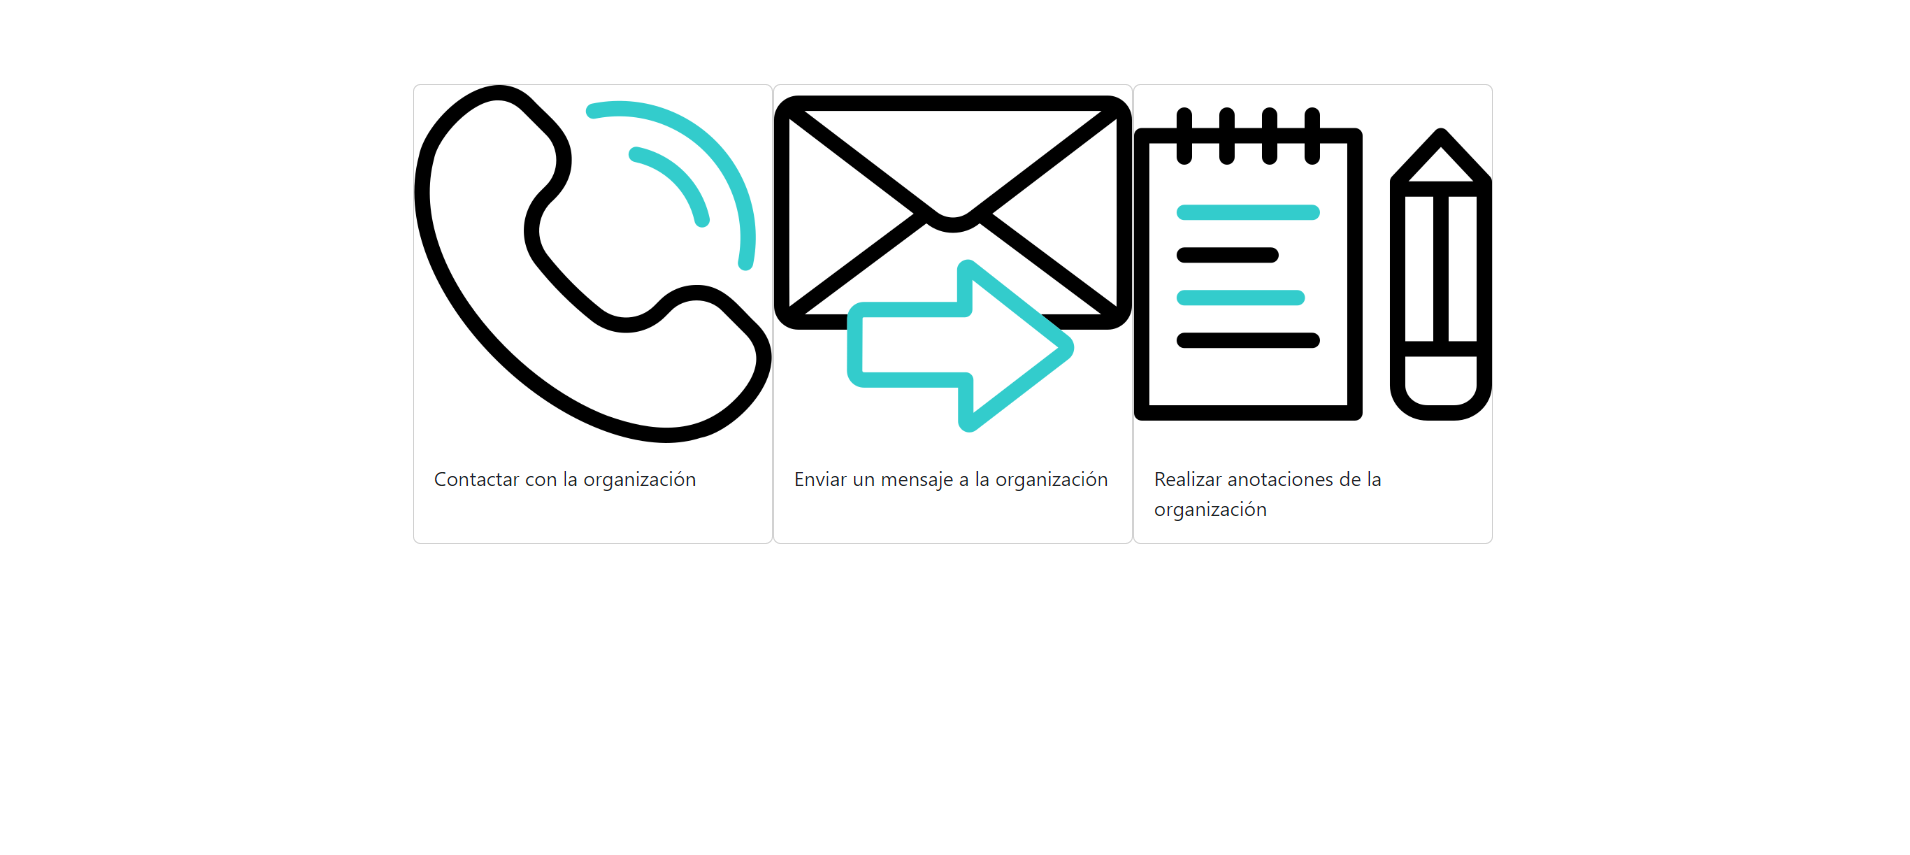 Contactar con la organización
Enviar un mensaje a la organización
Realizar anotaciones de la
organización